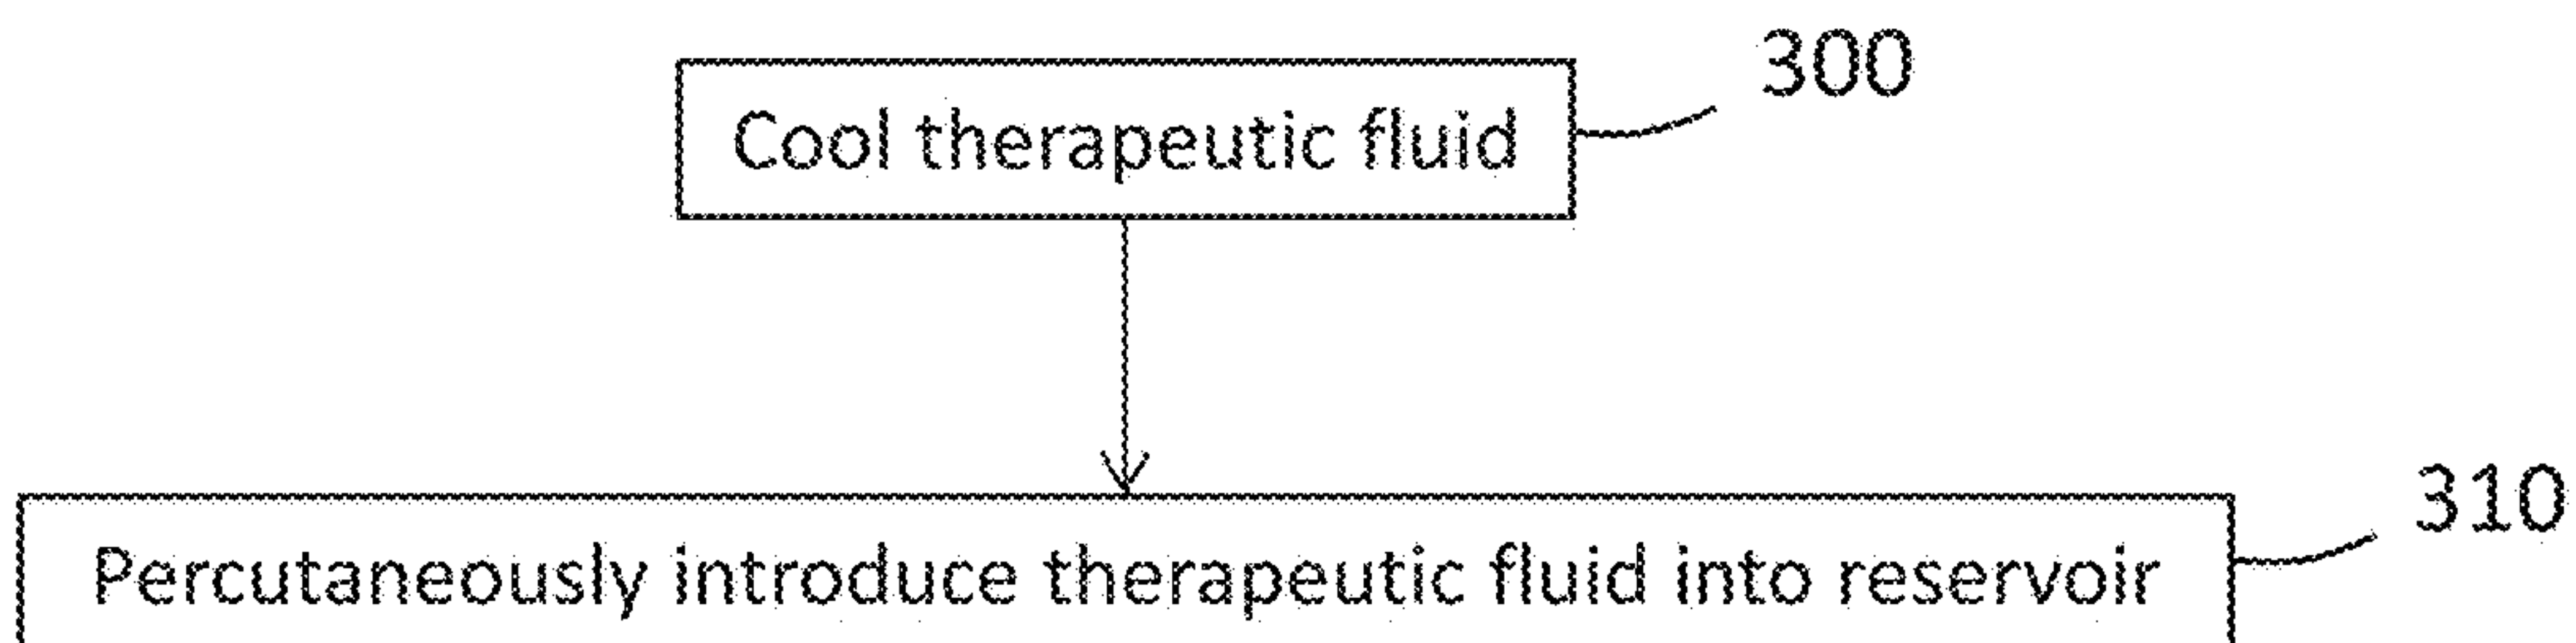 300
Cool therapeutic fluid
310
Percutaneously introduce therapeutic fluid into reservoir